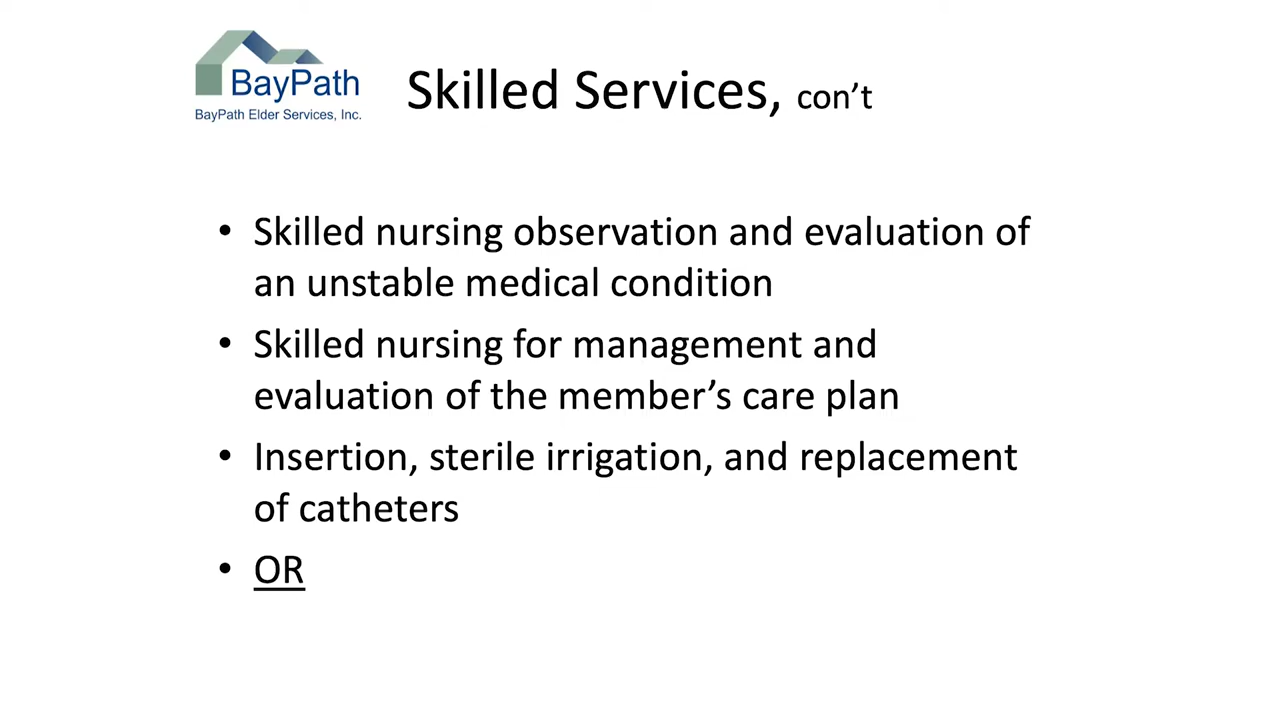 BayPath
BayPath Elder Services, Inc.
Skilled Services, con’t
• Skilled nursing observation and evaluation of
an unstable medical condition
• Skilled nursing for management and
evaluation of the member’s care plan
• Insertion, sterile irrigation, and replacement
of catheters
• OR